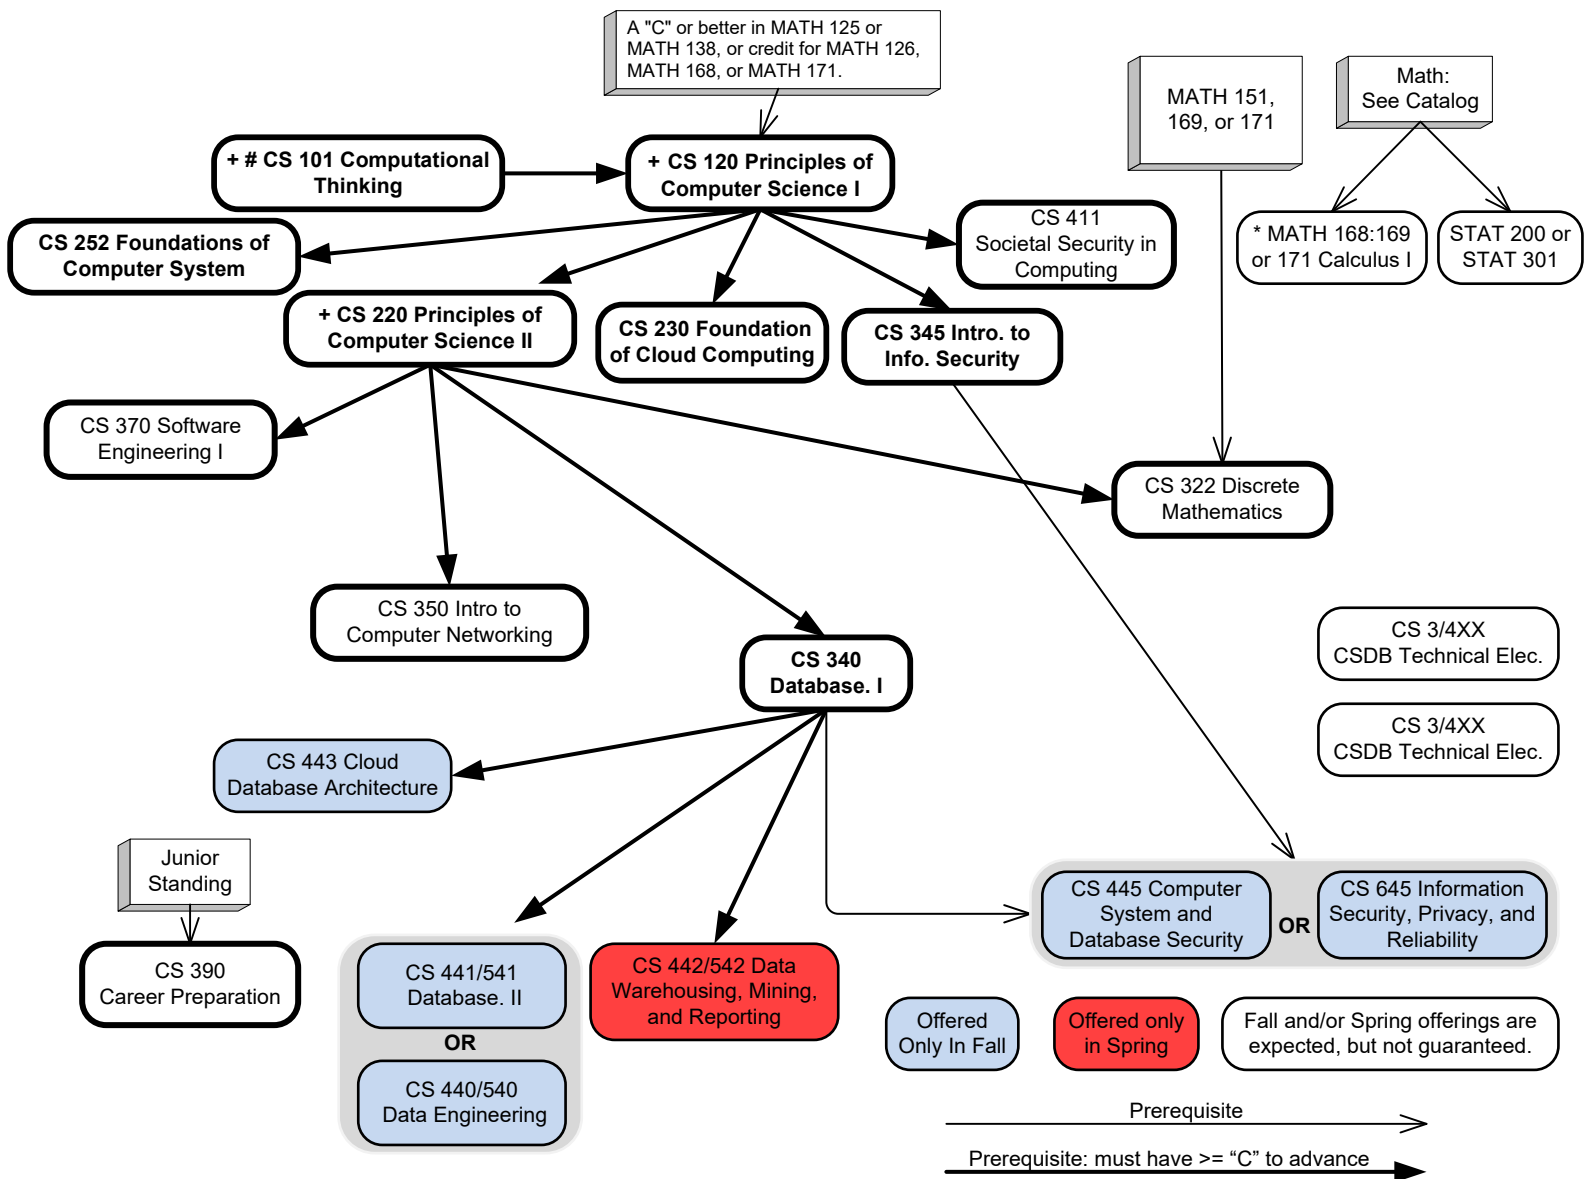 A "C" or better in MATH 125 or
MATH 138, or credit for MATH 126,
MATH 168, or MATH 171.
MATH 151,
169, or 171
Math:
See Catalog
+ # CS 101 Computational
Thinking
+ CS 120 Principles of
Computer Science I
CS 252 Foundations of
Computer System
CS 411
Societal Security in
Computing
* MATH 168:169
or 171 Calculus I
STAT 200 or
STAT 301
+ CS 220 Principles of
Computer Science II
CS 230 Foundation
of Cloud Computing
CS 345 Intro. to
Info. Security
CS 370 Software
Engineering I
CS 322 Discrete
Mathematics
CS 350 Intro to
Computer Networking
CS 340
Database. I
CS 3/4XX
CSDB Technical Elec.
CS 3/4XX
CSDB Technical Elec.
CS 443 Cloud
Database Architecture
Junior
Standing
CS 390
Career Preparation
CS 441/541
Database. II
OR
CS 440/540
Data Engineering
CS 442/542 Data
Warehousing, Mining,
and Reporting
CS 445 Computer
System and
Database Security
OR
CS 645 Information
Security, Privacy, and
Reliability
Offered
Only In Fall
Offered only
in Spring
Fall and/or Spring offerings are
expected, but not guaranteed.
Prerequisite
Prerequisite: must have >= “C” to advance